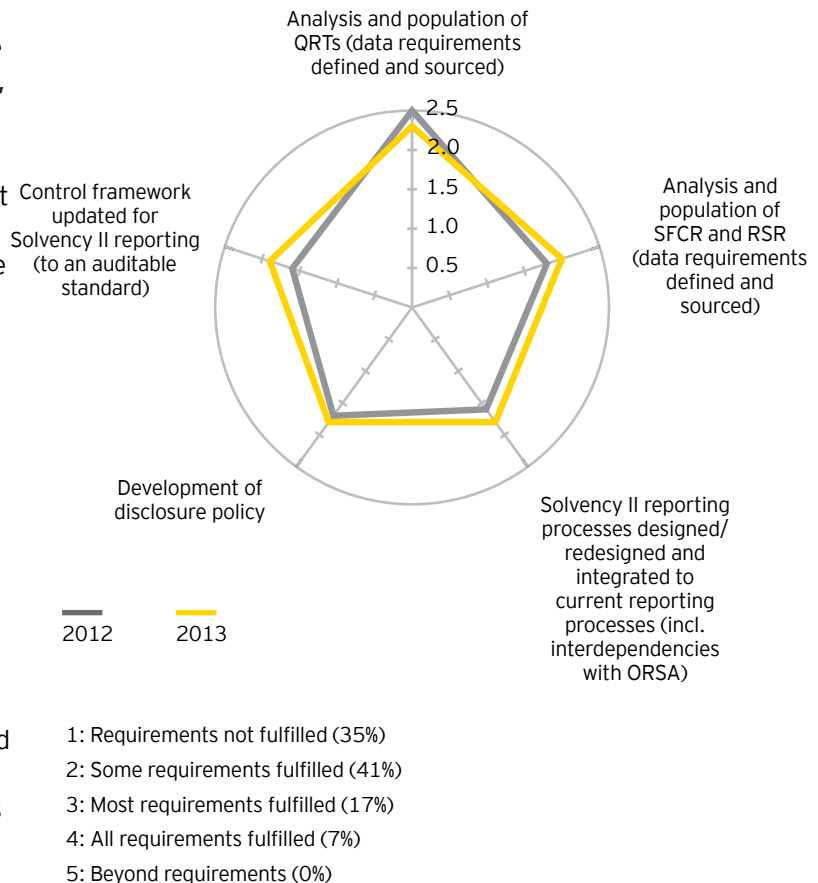 Analysis and population of
QRTs (data requirements
defined and sourced)
2.5
2.0
1.5
1.0
0.5
Analysis and
population of
SFCR and RSR
(data requirements
defined and
sourced)
Solvency II reporting
processes designed/
redesigned and
integrated to
current reporting
processes (incl.
interdependencies
with ORSA)
Development of
disclosure policy
Control framework
updated for
Solvency II reporting
(to an auditable
standard)
2012
2013
1: Requirements not fulfilled (35%)
2: Some requirements fulfilled (41%)
3: Most requirements fulfilled (17%)
4: All requirements fulfilled (7%)
5: Beyond requirements (0%)